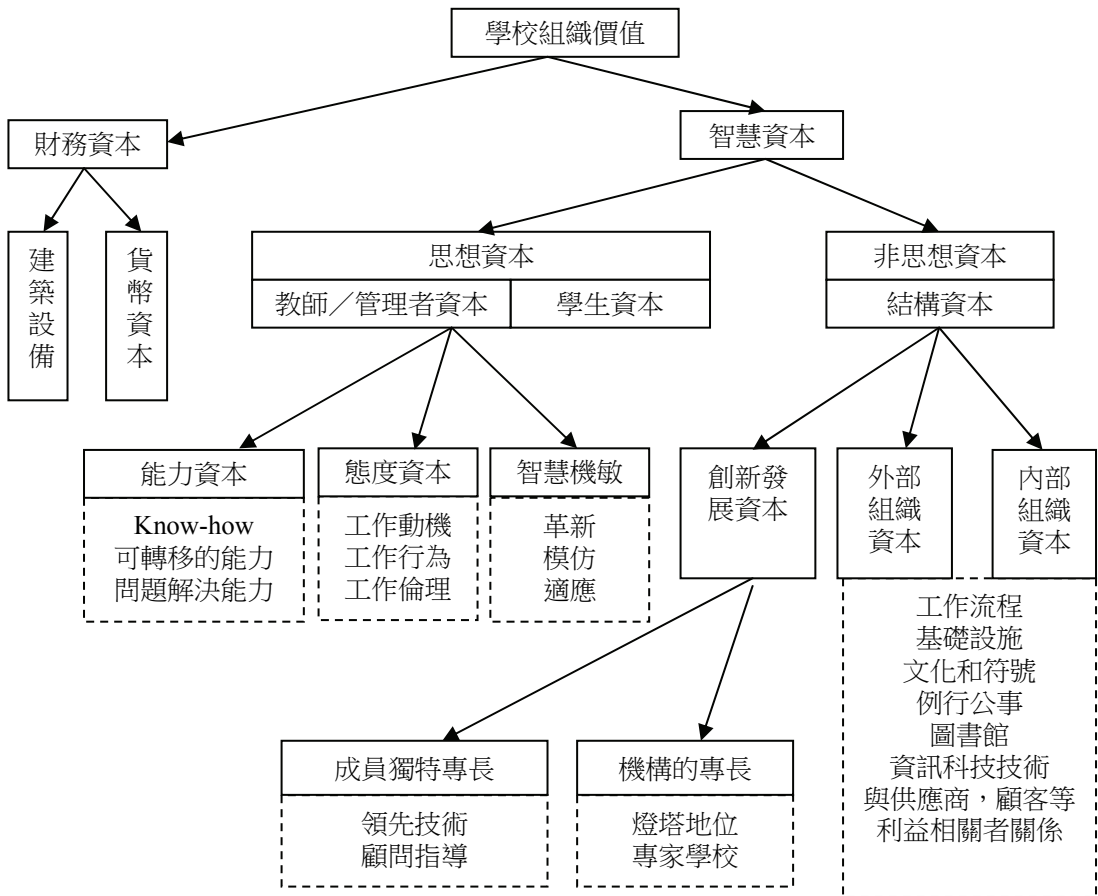 學校組織價值
財務資本
智慧資本
建築設備
貨幣資本
思想資本
教師／管理者資本
學生資本
非思想資本
結構資本
能力資本
Know-how
可轉移的能力
問題解決能力
態度資本
工作動機
工作行為
工作倫理
智慧機敏
革新
模仿
適應
創新發
展資本
外部
組織
資本
內部
組織
資本
工作流程
基礎設施
文化和符號
例行公事
圖書館
資訊科技技術
與供應商，顧客等
利益相關者關係
成員獨特專長
領先技術
顧問指導
機構的專長
燈塔地位
專家學校